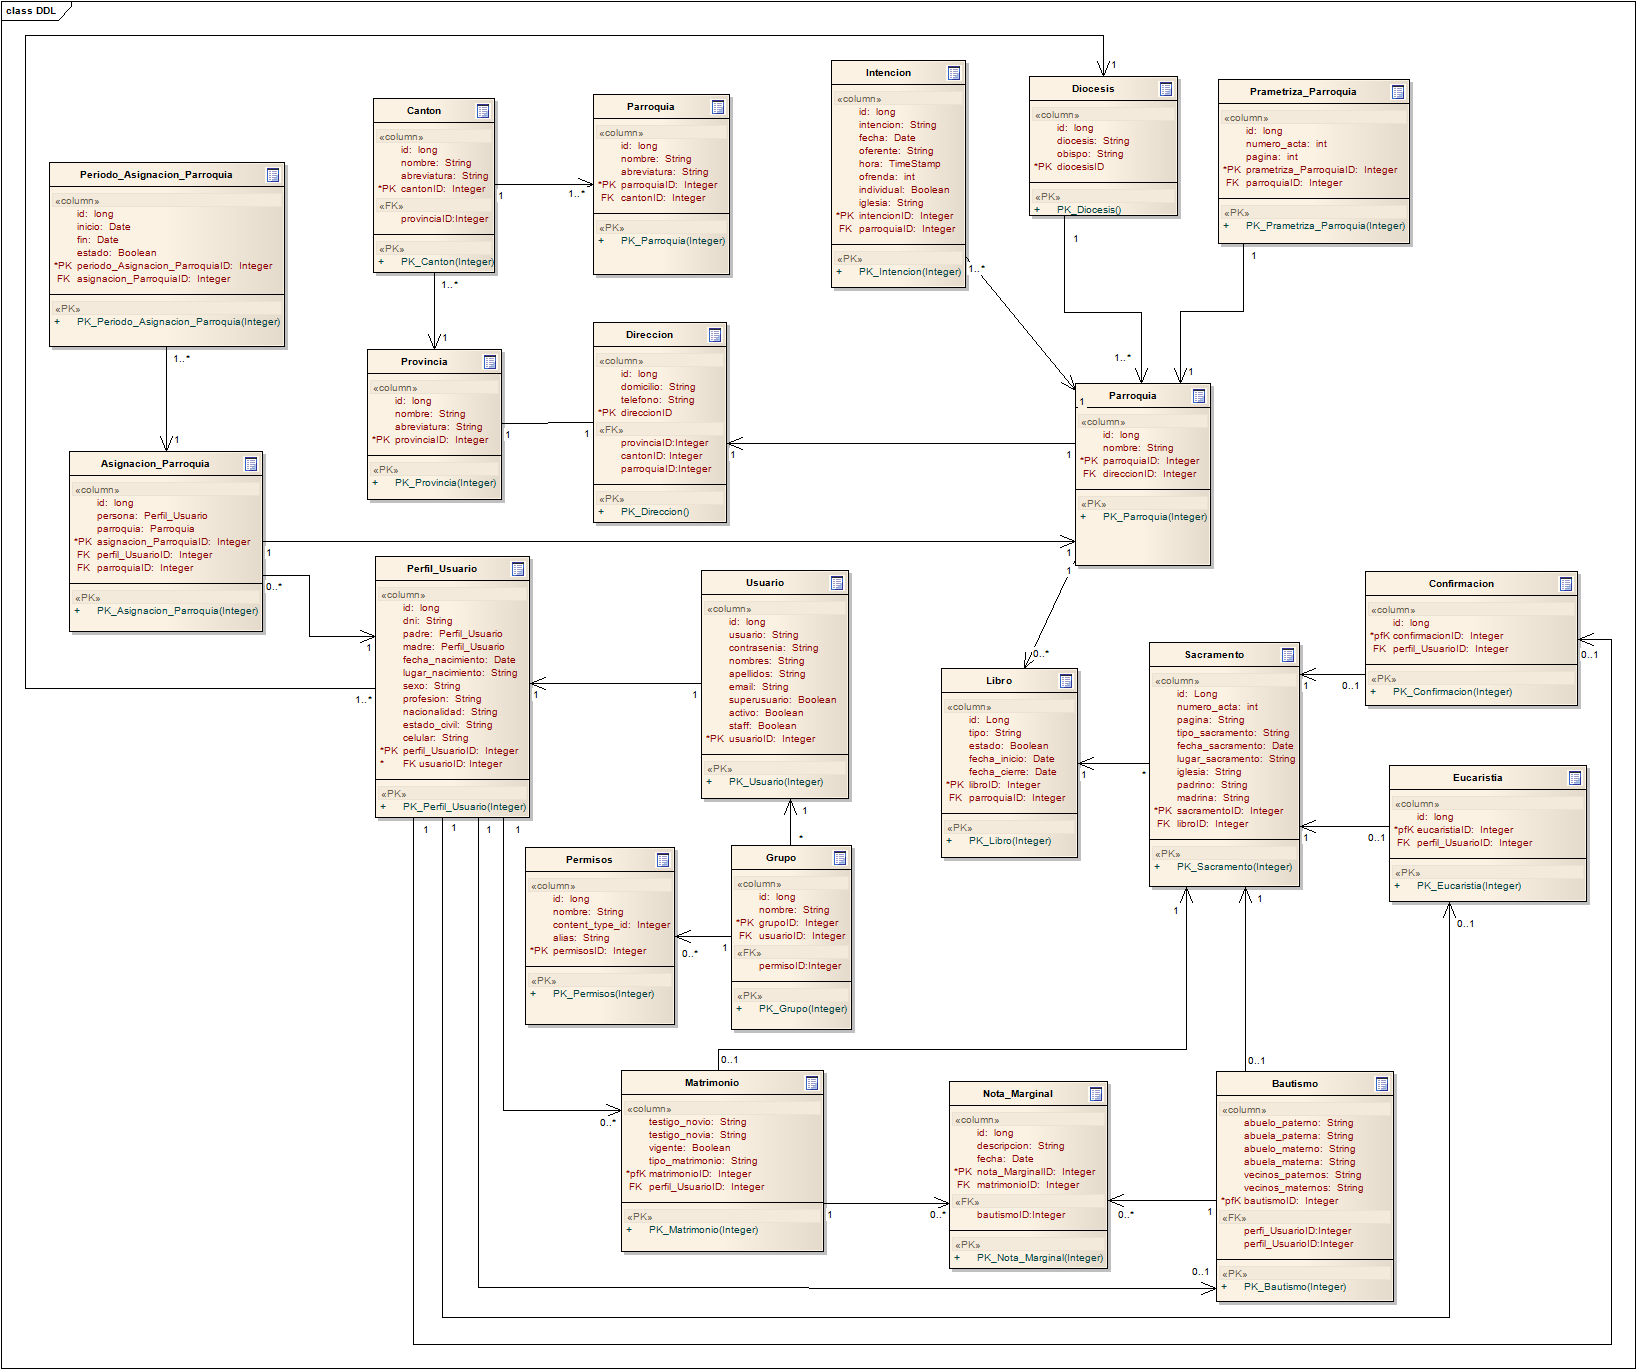 class DDL
Periodo_Asignacion_Parroquia
«column»
id: long
inicio: Date
fin: Date
estado: Boolean
*PK periodo_Asignacion_ParroquiaID: Integer
FK asignacion_ParroquiaID: Integer
«PK»
+ PK_Periodo_Asignacion_Parroquia(Integer)
1..*
1
Canton
«column»
id: long
nombre: String
abreviatura: String
*PK cantonID: Integer
«FK»
provinciaID:Integer
«PK»
+ PK_Canton(Integer)
1
1..*
1..*
1
Parroquia
«column»
id: long
nombre: String
abreviatura: String
*PK parroquiaID: Integer
FK cantonID: Integer
«PK»
+ PK_Parroquia(Integer)
Intencion
«column»
id: long
intencion: String
fecha: Date
oferente: String
hora: TimeStamp
ofrenda: int
individual: Boolean
iglesia: String
*PK intencionID: Integer
FK parroquiaID: Integer
«PK»
+ PK_Intencion(Integer)
1..*
1
Diocesis
«column»
id: long
diocesis: String
obispo: String
*PK diocesisID
«PK»
+ PK_Diocesis()
1
1
1..*
Prametriza_Parroquia
«column»
id: long
numero_acta: int
pagina: int
*PK prametriza_ParroquiaID: Integer
FK parroquiaID: Integer
«PK»
+ PK_Prametriza_Parroquia(Integer)
1
1
Provincia
«column»
id: long
nombre: String
abreviatura: String
*PK provinciaID: Integer
«PK»
+ PK_Provincia(Integer)
1
1
Direccion
«column»
id: long
domicilio: String
telefono: String
*PK direccionID
«FK»
provinciaID:Integer
cantonID: Integer
parroquiaID:Integer
«PK»
+ PK_Direccion()
1
1
Parroquia
«column»
id: long
nombre: String
*PK parroquiaID: Integer
FK direccionID: Integer
«PK»
+ PK_Parroquia(Integer)
1
1
0..*
Asignacion_Parroquia
«column»
id: long
persona: Perfil_Usuario
parroquia: Parroquia
*PK asignacion_ParroquiaID: Integer
FK perfil_UsuarioID: Integer
FK parroquiaID: Integer
«PK»
+ PK_Asignacion_Parroquia(Integer)
1
0..*
1
1..*
Perfil_Usuario
«column»
id: long
dni: String
padre: Perfil_Usuario
madre: Perfil_Usuario
fecha_nacimiento: Date
lugar_nacimiento: String
sexo: String
profesion: String
nacionalidad: String
estado_civil: String
celular: String
*PK perfil_UsuarioID: Integer
* FK usuarioID: Integer
«PK»
+ PK_Perfil_Usuario(Integer)
1
1
1
1
1
1
Usuario
«column»
id: long
usuario: String
contrasenia: String
nombres: String
apellidos: String
email: String
superusuario: Boolean
activo: Boolean
staff: Boolean
*PK usuarioID: Integer
«PK»
+ PK_Usuario(Integer)
1
*
Libro
«column»
id: Long
tipo: String
estado: Boolean
fecha_inicio: Date
fecha_cierre: Date
*PK libroID: Integer
FK parroquiaID: Integer
«PK»
+ PK_Libro(Integer)
1
*
Sacramento
«column»
id: Long
numero_acta: int
pagina: String
tipo_sacramento: String
fecha_sacramento: Date
lugar_sacramento: String
iglesia: String
padrino: String
madrina: String
*PK sacramentoID: Integer
FK libroID: Integer
«PK»
+ PK_Sacramento(Integer)
1
0..1
1
0..1
1
1
Confirmacion
«column»
id: long
*pfK confirmacionID: Integer
FK perfil_UsuarioID: Integer
«PK»
+ PK_Confirmacion(Integer)
0..1
Eucaristia
«column»
id: long
*pfK eucaristiaID: Integer
FK perfil_UsuarioID: Integer
«PK»
+ PK_Eucaristia(Integer)
0..1
Permisos
«column»
id: long
nombre: String
content_type_id: Integer
alias: String
*PK permisosID: Integer
«PK»
+ PK_Permisos(Integer)
0..*
1
Grupo
«column»
id: long
nombre: String
*PK grupoID: Integer
FK usuarioID: Integer
«FK»
permisoID:Integer
«PK»
+ PK_Grupo(Integer)
0..1
0..*
Matrimonio
«column»
testigo_novio: String
testigo_novia: String
vigente: Boolean
tipo_matrimonio: String
*pfK matrimonioID: Integer
FK perfil_UsuarioID: Integer
«PK»
+ PK_Matrimonio(Integer)
1
0..*
Nota_Marginal
«column»
id: long
descripcion: String
fecha: Date
*PK nota_MarginalID: Integer
FK matrimonioID: Integer
«FK»
bautismoID:Integer
«PK»
+ PK_Nota_Marginal(Integer)
0..*
1
0..1
0..1
Bautismo
«column»
abuelo_paterno: String
abuela_paterna: String
abuelo_materno: String
abuela_materna: String
vecinos_paternos: String
vecinos_maternos: String
*pfK bautismoID: Integer
«FK»
perfi_UsuarioID:Integer
perfil_UsuarioID:Integer
«PK»
+ PK_Bautismo(Integer)